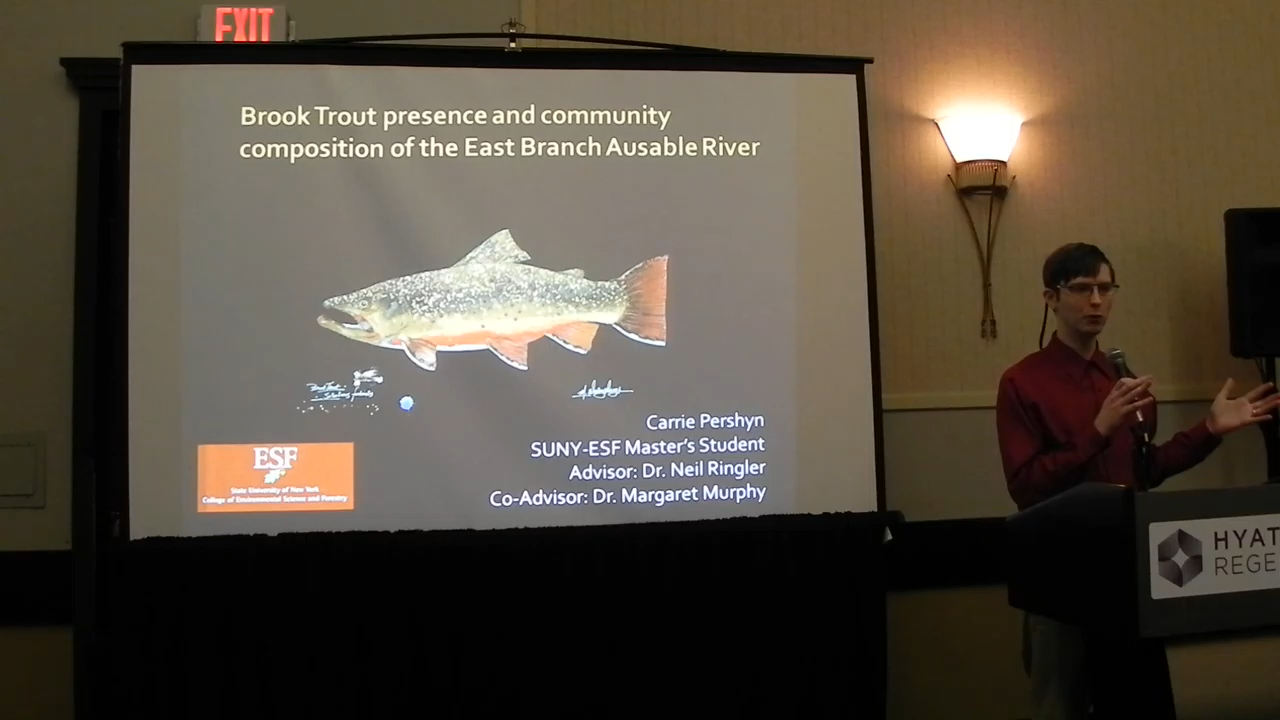 EXIT
Brook Trout presence and community
composition of the East Branch Ausable River
Carrie Pershyn
SUNY-ESF Master's Student
Advisor: Dr. Neil Ringler
Co-Advisor: Dr. Margaret Murphy
ESF
State University of New York
College of Environmental Science and Forestry
HYAT
REGE